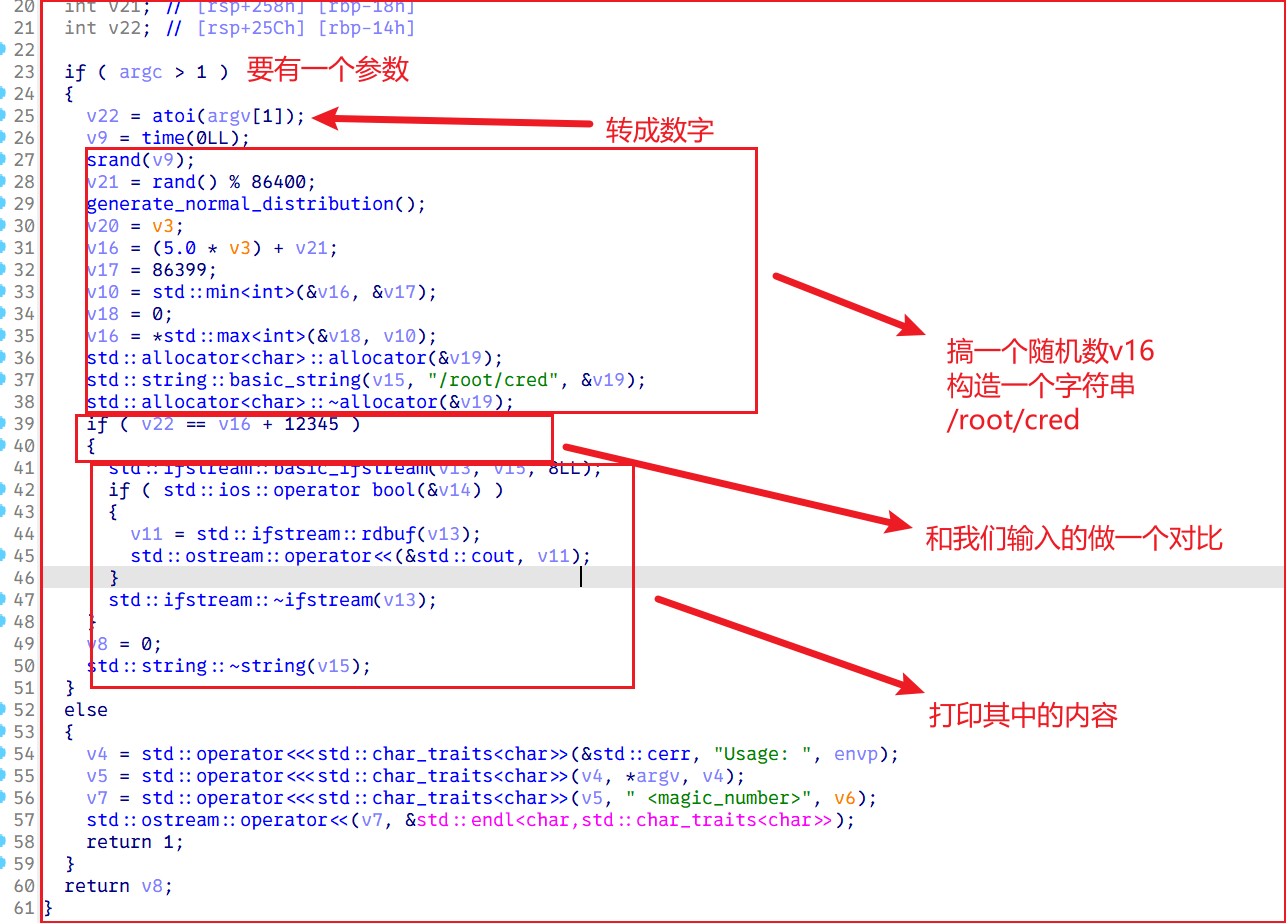 20 int v21; // [rsp+258h] [rbp-18h]
21 int v22; // [rsp+25Ch] [rbp-14h]
22
23 if ( argc > 1 ) 要有一个参数
24 {
25 v22 = atoi(argv[1]);
转成数字
26 v9 = time(0LL);
27 srand(v9);
28 v21 = rand() % 86400;
29 generate_normal_distribution();
30 v20 = v3;
31 v16 = (5.0 * v3) + v21;
32 v17 = 86399;
33 v10 = std::min<int>(&v16, &v17);
34 v18 = 0;
35 v16 = *std::max<int>(&v18, v10);
36 std::allocator<char>::allocator(&v19);
37 std::string::basic_string(v15, "/root/cred", &v19);
38 std::allocator<char>::~allocator(&v19);
搞一个随机数v16
构造一个字符串
/root/cred
39 if ( v22 == v16 + 12345 )
40 {
41 std::ifstream::basic_ifstream(v13, v15, 8LL);
42 if ( std::ios::operator bool(&v14) )
43 {
44 v11 = std::ifstream::rdbuf(v13);
和我们输入的做一个对比
45 std::ostream::operator<<(&std::cout, v11);
46 }
47 std::ifstream::~ifstream(v13);
48 }
49 v8 = 0;
50 std::string::~string(v15);
51 }
52 else
打印其中的内容
53 {
54 v4 = std::operator<<<std::char_traits<char>>(&std::cerr, "Usage: ", envp);
55 v5 = std::operator<<<std::char_traits<char>>(v4, *argv, v4);
56 v7 = std::operator<<<std::char_traits<char>>(v5, " <magic_number>", v6);
57 std::ostream::operator<<(v7, &std::endl<char,std::char_traits<char>>);
58 return 1;
59 }
60 return v8;
61 }